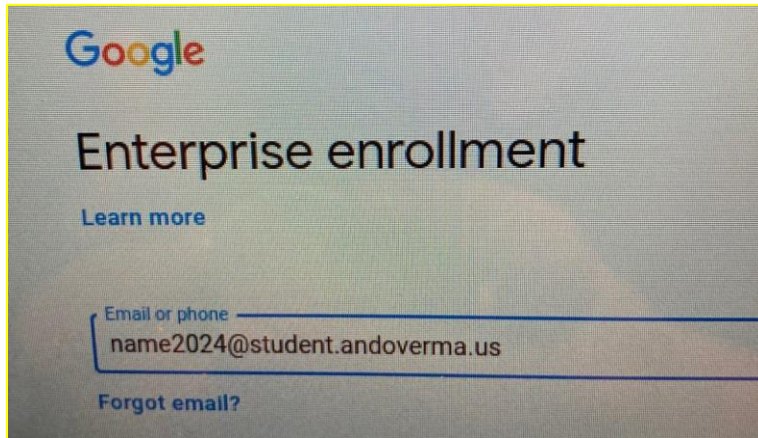 Google
Enterprise enrollment
Learn more
Email or phone
name2024@student.andoverma.us
Forgot email?